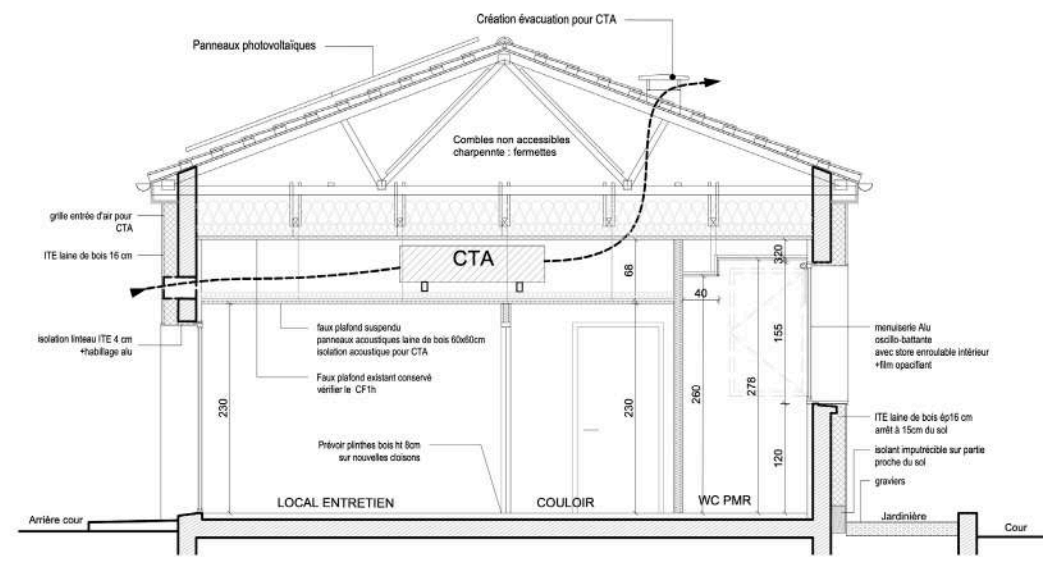 Création évacuation pour CTA
Panneaux photovoltaïques
Combles non accessibles
charpennte : fermettes
grille entrée d'air pour
CTA
ITE laine de bois 16 cm
CTA
68
320
40
isolation linteau ITE 4 cm
+habillage alu
faux plafond suspendu
panneaux acoustiques laine de bois 60x60cm
isolation acoustique pour CTA
Faux plafond existant conservé
vérifier le CF1h
155
menuiserie Alu
oscillo-battante
avec store enroulable intérieur
+film opacifiant
230
230
260
278
120
Prévoir plinthes bois ht 8cm
sur nouvelles cloisons
ITE laine de bois ép16 cm
arrêt à 15cm du sol
isolant imputrécible sur partie
proche du sol
graviers
LOCAL ENTRETIEN
COULOIR
WC PMR
Arrière cour
Jardinière
Cour